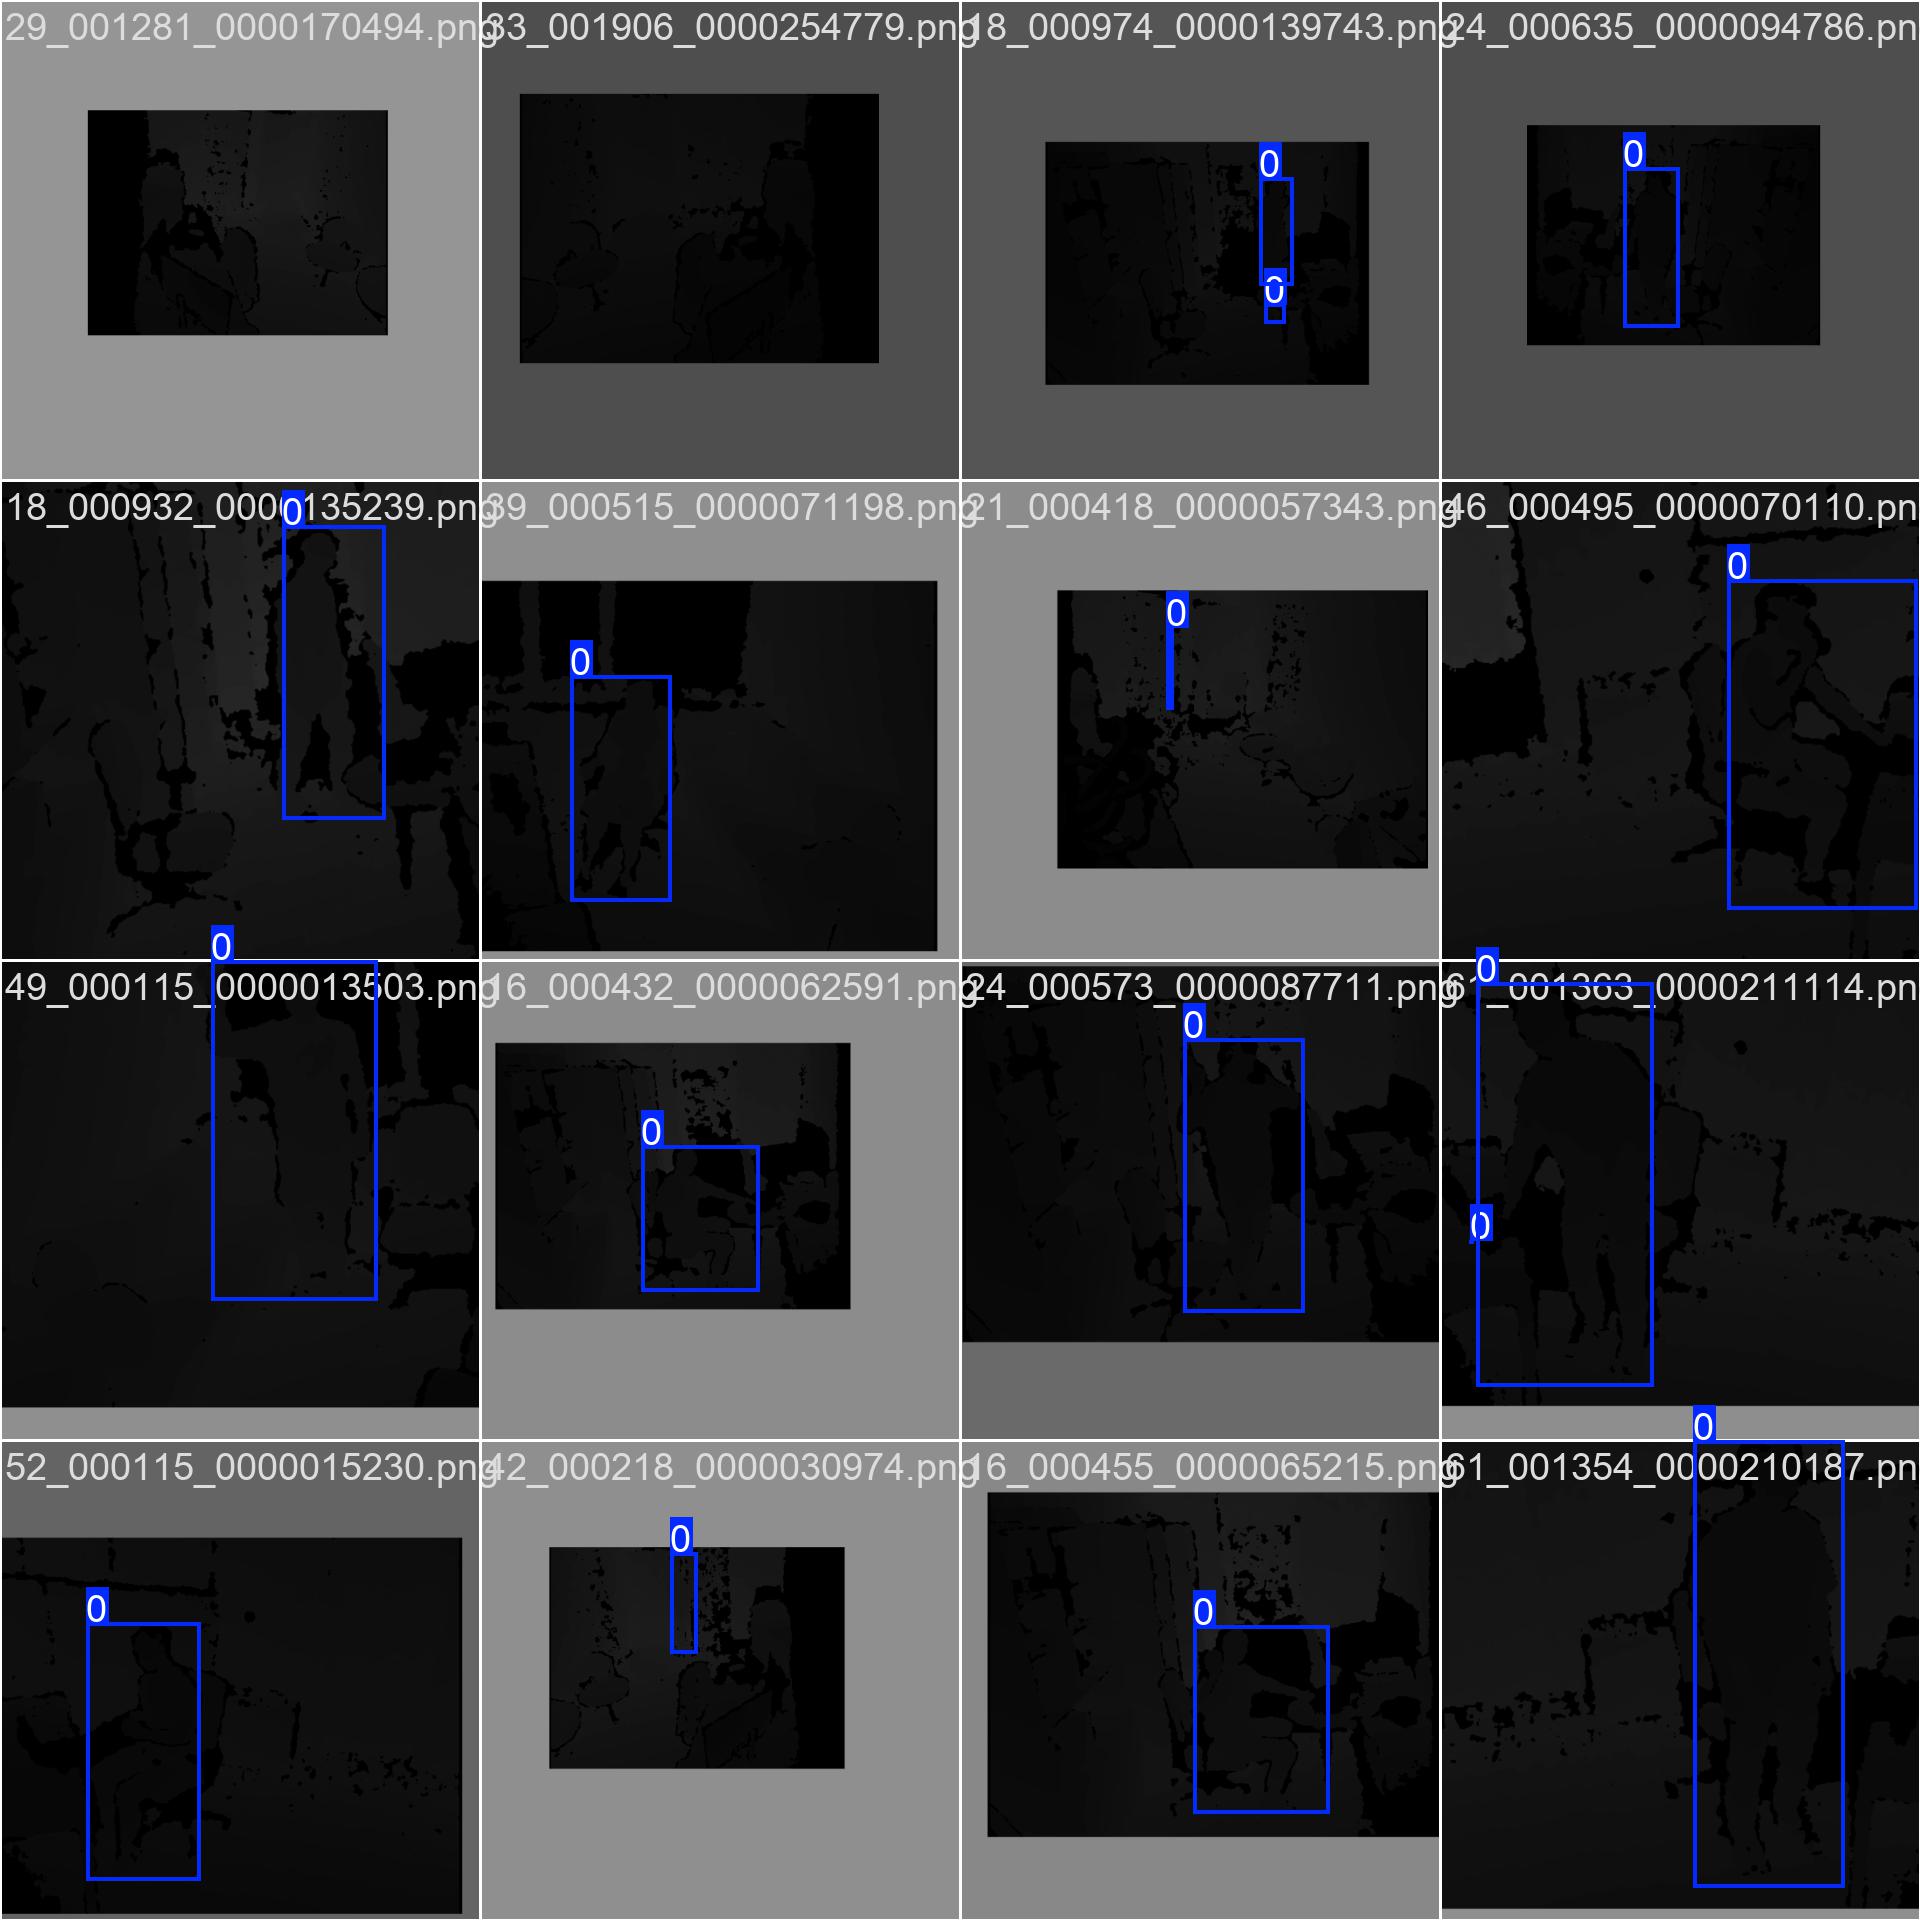 29_001281_0000170494.png
33_001906_0000254779.png
18_000974_0000139743.png
24_000635_0000094786.pn
0
0
0
18_000932_0000135239.png
39_000515_0000071198.png
21_000418_0000057343.png
46_000495_0000070110.pn
0
0
0
0
49_000115_0000013503.png
16_000432_0000062591.png
24_000573_0000087711.png
61_001363_0000211114.pn
0
0
0
0
0
52_000115_0000015230.png
42_000218_0000030974.png
16_000455_0000065215.png
61_001354_0000210187.pn
0
0
0
0